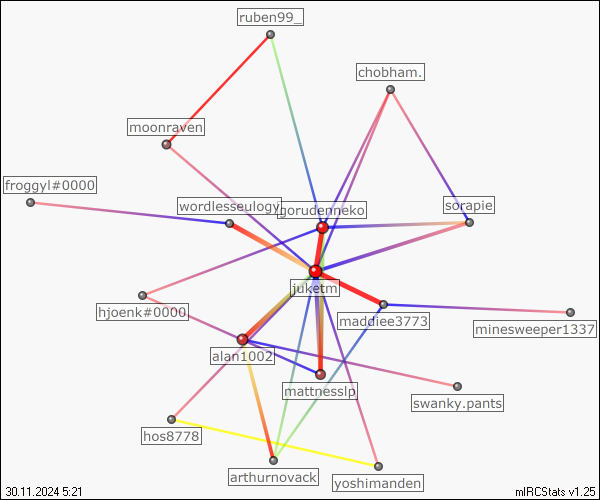 ruben99_
chobham.
moonraven
froggyl#0000
wordlesseulogy
gorudenneko
sorapie
juketm
hjoenk#0000
maddiee3773
minesweeper1337
alan1002
mattnesslp
swanky.pants
hos8778
arthurnovack
yoshimanden
30.11.2024 5:21
mIRCStats v1.25